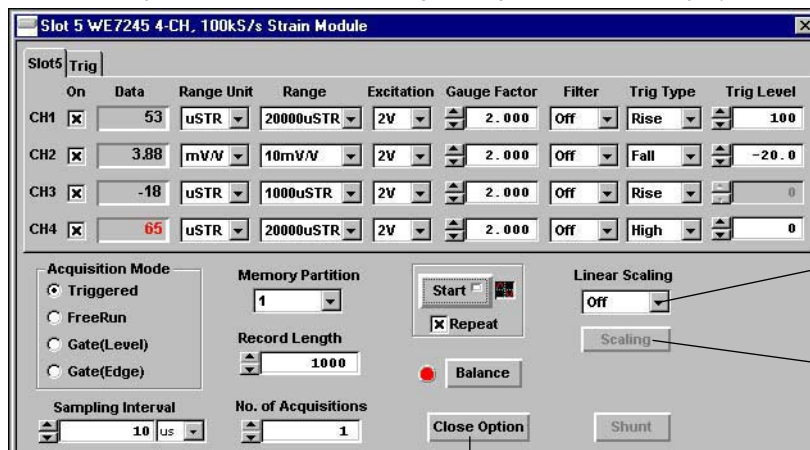 Slot 5 WE7245 4-CH, 100kS/s Strain Module
Slot5 Trig
On Data Range Unit Range Excitation Gauge Factor Filter Trig Type Trig Level
CH1 53 uSTR 20000uSTR 2V 2.000 Off Rise 100
CH2 3.88 mV/V 10mV/V 2V 2.000 Off Fall -20.0
CH3 -18 uSTR 1000uSTR 2V 2.000 Off Rise 0
CH4 65 uSTR 20000uSTR 2V 2.000 Off High 0
Acquisition Mode
Triggered
FreeRun
Gate(Level)
Gate(Edge)
Sampling Interval
10 us
Memory Partition
1
Record Length
1000
No. of Acquisitions
1
Start
Repeat
Balance
Close Option
Linear Scaling
Off
Scaling
Shunt